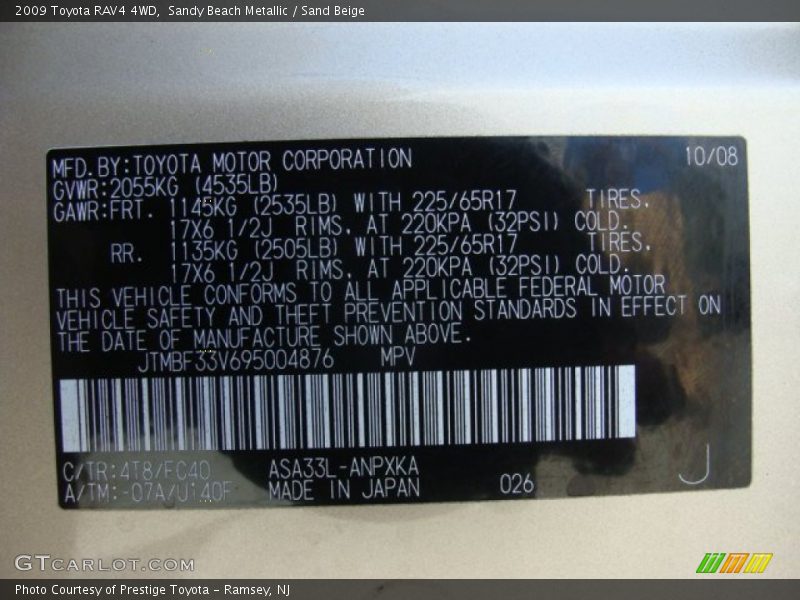 2009 Toyota RAV4 4WD, Sandy Beach Metallic / Sand Beige
MFD.BY:TOYOTA MOTOR CORPORATION 10/08
GVWR:2055KG (4535LB)
GAWR:FRT. 1145KG (2535LB) WITH 225/65R17 TIRES.
17X6 1/2J RIMS. AT 220KPA (32PSI) COLD.
RR. 1135KG (2505LB) WITH 225/65R17 TIRES.
17X6 1/2J RIMS. AT 220KPA (32PSI) COLD.
THIS VEHICLE CONFORMS TO ALL APPLICABLE FEDERAL MOTOR
VEHICLE SAFETY AND THEFT PREVENTION STANDARDS IN EFFECT ON
THE DATE OF MANUFACTURE SHOWN ABOVE.
JTMBF33V695004876 MPV
C/TR:4T8/FC40 ASA33L-ANPXKA
A/TM:-07A/U140F MADE IN JAPAN 026 J
GTCARLOT.COM
Photo Courtesy of Prestige Toyota - Ramsey, NJ